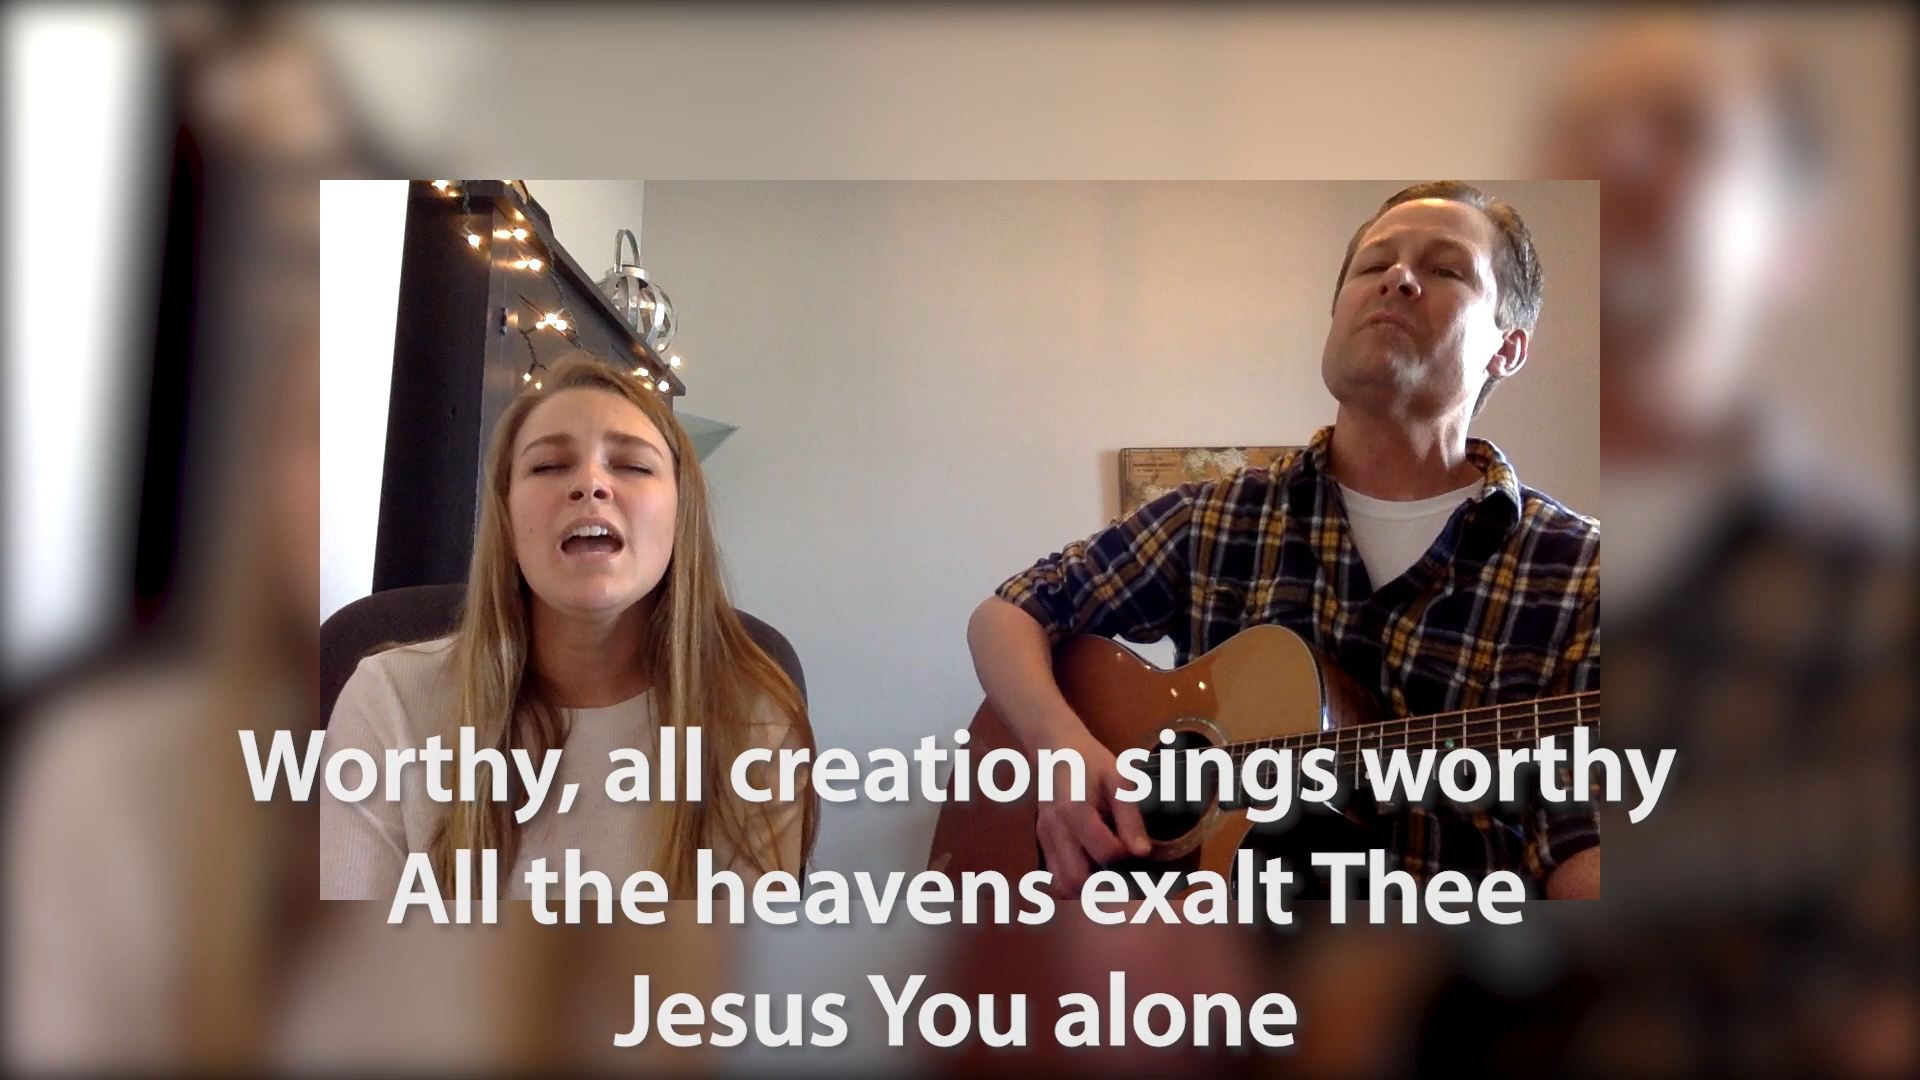 Worthy, all creation sings worthy
All the heavens exalt Thee
Jesus You alone